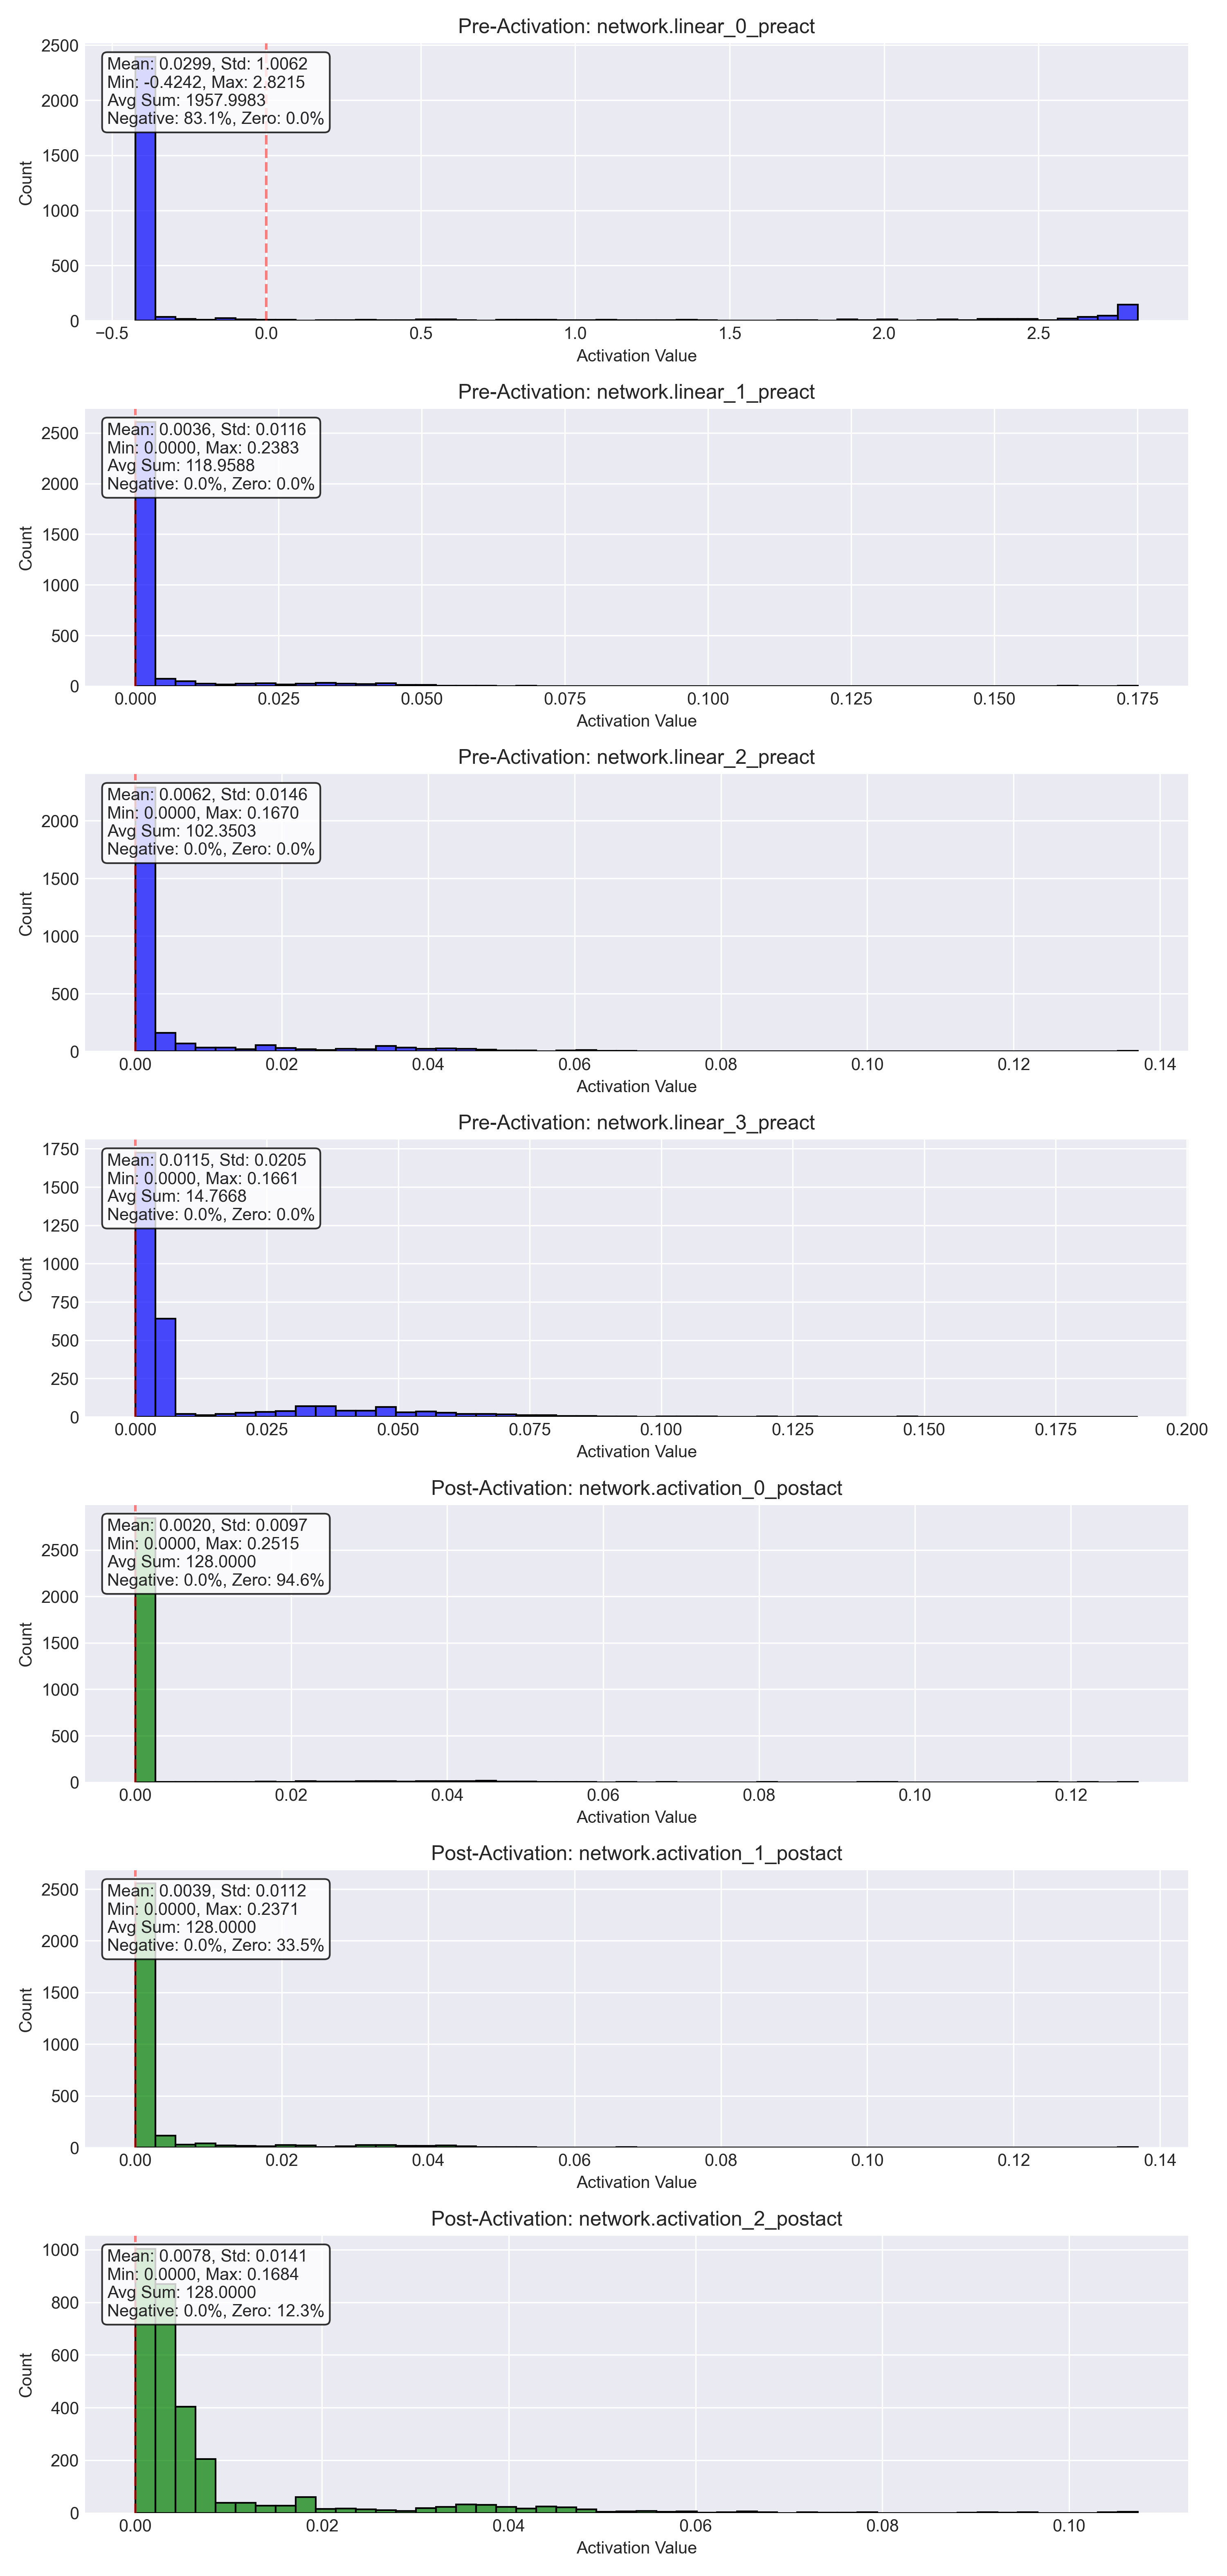 Pre-Activation: network.linear_0_preact
2500
2000
1500
1000
500
0
Count
Mean: 0.0299, Std: 1.0062
Min: -0.4242, Max: 2.8215
Avg Sum: 1957.9983
Negative: 83.1%, Zero: 0.0%
−0.5 0.0 0.5 1.0 1.5 2.0 2.5
Activation Value
Pre-Activation: network.linear_1_preact
2500
2000
1500
1000
500
0
Count
Mean: 0.0036, Std: 0.0116
Min: 0.0000, Max: 0.2383
Avg Sum: 118.9588
Negative: 0.0%, Zero: 0.0%
0.000 0.025 0.050 0.075 0.100 0.125 0.150 0.175
Activation Value
Pre-Activation: network.linear_2_preact
2000
1500
1000
500
0
Count
Mean: 0.0062, Std: 0.0146
Min: 0.0000, Max: 0.1670
Avg Sum: 102.3503
Negative: 0.0%, Zero: 0.0%
0.00 0.02 0.04 0.06 0.08 0.10 0.12 0.14
Activation Value
Pre-Activation: network.linear_3_preact
1750
1500
1250
1000
750
500
250
0
Count
Mean: 0.0115, Std: 0.0205
Min: 0.0000, Max: 0.1661
Avg Sum: 14.7668
Negative: 0.0%, Zero: 0.0%
0.000 0.025 0.050 0.075 0.100 0.125 0.150 0.175 0.200
Activation Value
Post-Activation: network.activation_0_postact
2500
2000
1500
1000
500
0
Count
Mean: 0.0020, Std: 0.0097
Min: 0.0000, Max: 0.2515
Avg Sum: 128.0000
Negative: 0.0%, Zero: 94.6%
0.00 0.02 0.04 0.06 0.08 0.10 0.12
Activation Value
Post-Activation: network.activation_1_postact
2500
2000
1500
1000
500
0
Count
Mean: 0.0039, Std: 0.0112
Min: 0.0000, Max: 0.2371
Avg Sum: 128.0000
Negative: 0.0%, Zero: 33.5%
0.00 0.02 0.04 0.06 0.08 0.10 0.12 0.14
Activation Value
Post-Activation: network.activation_2_postact
1000
800
600
400
200
0
Count
Mean: 0.0078, Std: 0.0141
Min: 0.0000, Max: 0.1684
Avg Sum: 128.0000
Negative: 0.0%, Zero: 12.3%
0.00 0.02 0.04 0.06 0.08 0.10
Activation Value